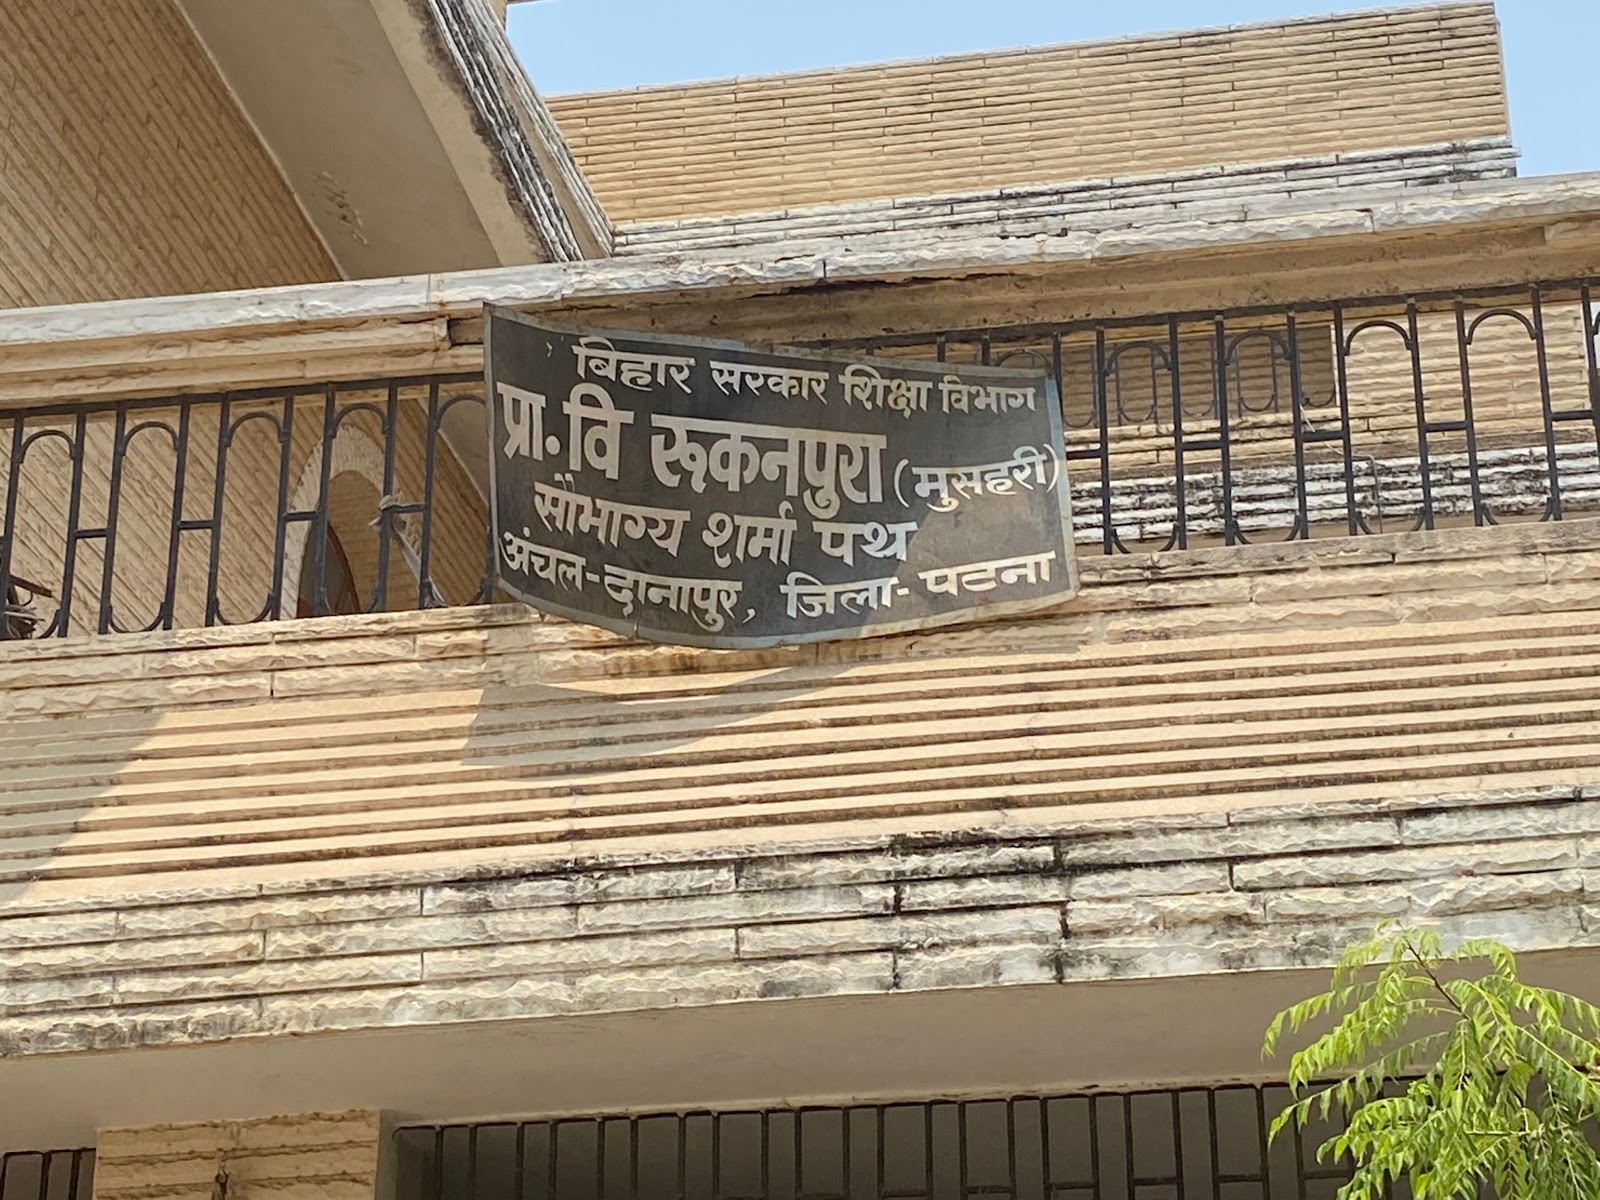 बिहार सरकार शिक्षा विभाग
प्रा.वि रूकनपुरा (मुसहरी)
सौभाग्य शर्मा पथ
अंचल-दानापुर, जिला-पटना